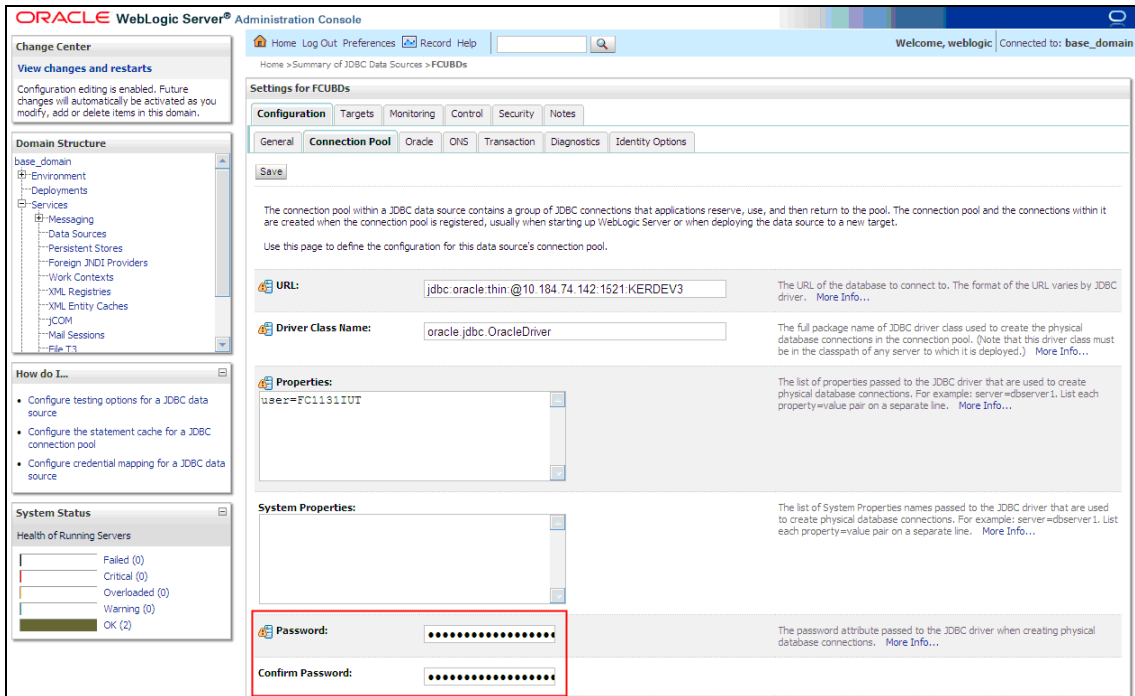 ORACLE WebLogic Server® Administration Console
Change Center
View changes and restarts
Configuration editing is enabled. Future
changes will automatically be activated as you
modify, add or delete items in this domain.
Domain Structure
base_domain
Environment
Deployments
Services
Messaging
Data Sources
Persistent Stores
Foreign JNDI Providers
Work Contexts
XML Registries
XML Entity Caches
jCOM
Mail Sessions
File T3
How do I...
Configure testing options for a JDBC data
source
Configure the statement cache for a JDBC
connection pool
Configure credential mapping for a JDBC data
source
System Status
Health of Running Servers
Failed (0)
Critical (0)
Overloaded (0)
Warning (0)
OK (2)
Home Log Out Preferences Record Help
Welcome, weblogic Connected to: base_domain
Home >Summary of JDBC Data Sources >FCUBDs
Settings for FCUBDs
Configuration Targets Monitoring Control Security Notes
General Connection Pool Oracle ONS Transaction Diagnostics Identity Options
Save
The connection pool within a JDBC data source contains a group of JDBC connections that applications reserve, use, and then return to the pool. The connection pool and the connections within it
are created when the connection pool is registered, usually when starting up WebLogic Server or when deploying the data source to a new target.
Use this page to define the configuration for this data source's connection pool.
URL:
jdbc:oracle:thin:@10.184.74.142:1521:KERDEV3
The URL of the database to connect to. The format of the URL varies by JDBC
driver. More Info...
Driver Class Name:
oracle.jdbc.OracleDriver
The full package name of JDBC driver class used to create the physical
database connections in the connection pool. (Note that this driver class must
be in the classpath of any server to which it is deployed.) More Info...
Properties:
user=FC1131IUT
The list of properties passed to the JDBC driver that are used to create
physical database connections. For example: server=dbserver1. List each
property=value pair on a separate line. More Info...
System Properties:
The list of System Properties names passed to the JDBC driver that are used
to create physical database connections. For example: server=dbserver1. List
each property=value pair on a separate line. More Info...
Password:
The password attribute passed to the JDBC driver when creating physical
database connections. More Info...
Confirm Password: